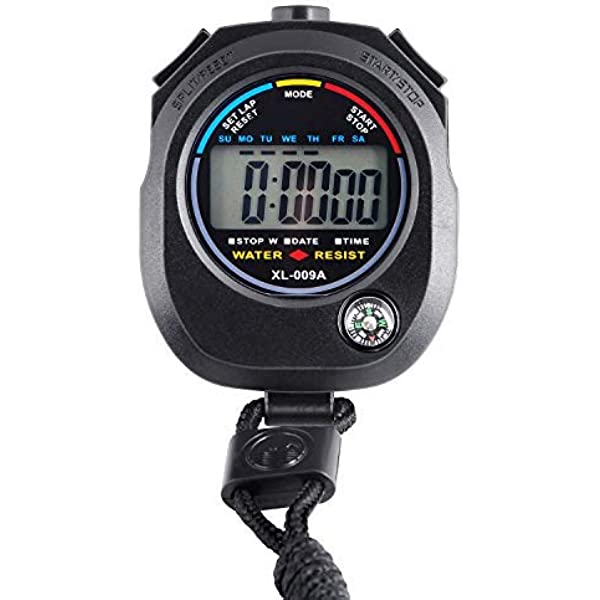 SPLIT/RESET
START/STOP
MODE
SET LAP
RESET
START
STOP
SU MO TU WE TH FR SA
0:0000
STOP W DATE TIME
WATER RESIST
XL-009A